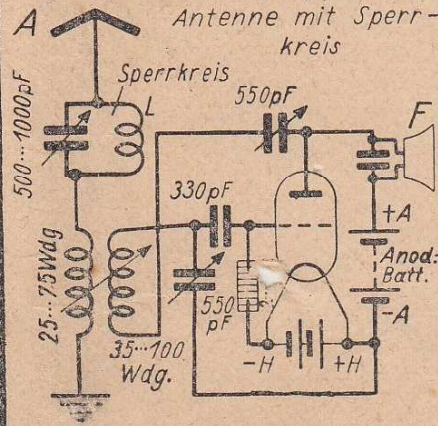 Antenne mit Sperr-
kreis
A
Sperrkreis
L
500...1000pF
550pF
F
330pF
+A
Anod:
Batt.
-A
25...75Wdg
550
pF
35...100
Wdg.
-H
+H